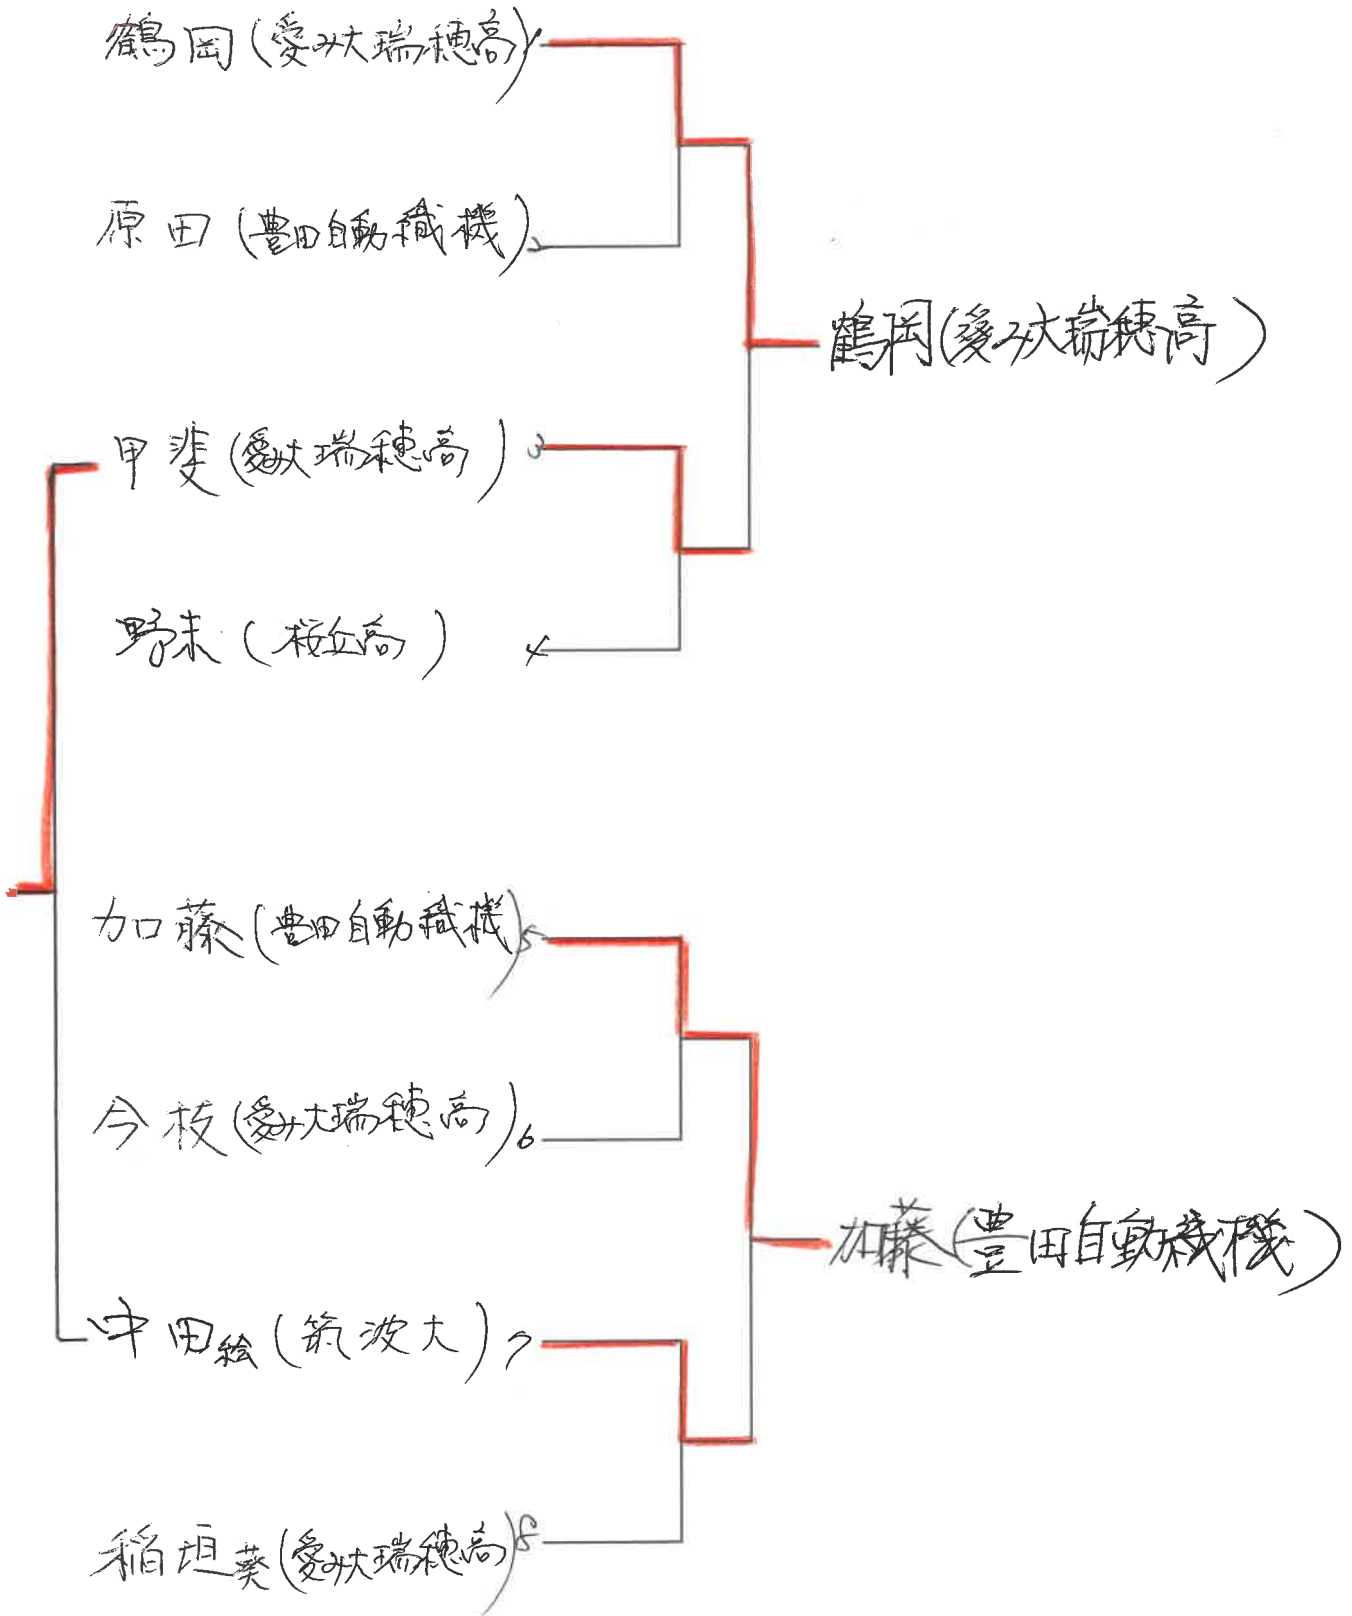 鶴岡(愛み大瑞穂高)1
原田(豊田自動織機)2
鶴岡(愛み大瑞穂高)
甲斐(愛み大瑞穂高)3
野末(桜丘高)4
加藤(豊田自動織機)5
今枝(愛み大瑞穂高)6
加藤(豊田自動織機)
中田絵(筑波大)7
稲垣葵(愛み大瑞穂高)8